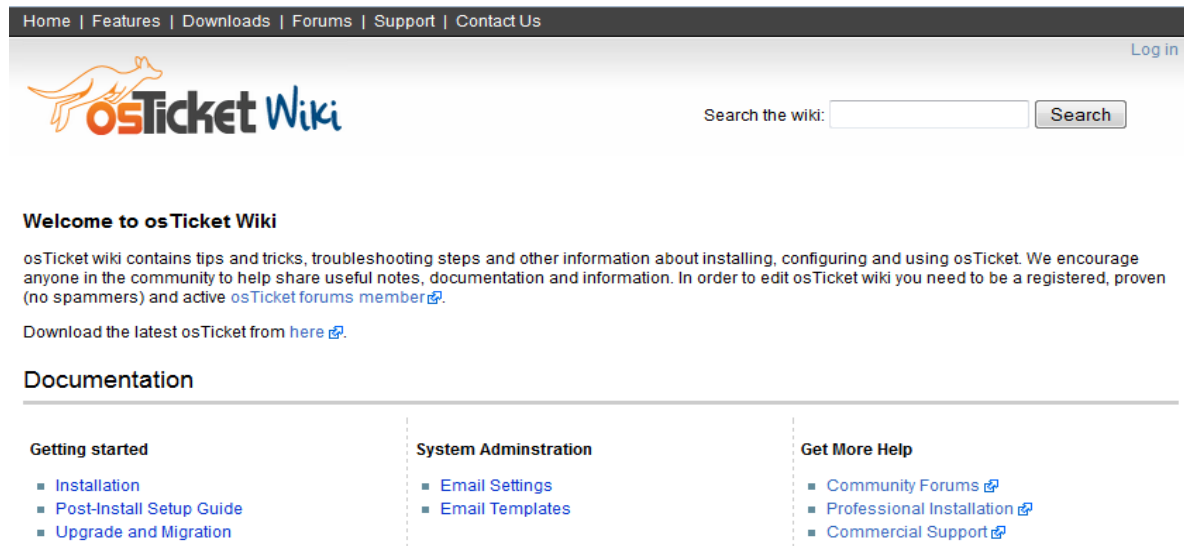 Home | Features | Downloads | Forums | Support | Contact Us
Log in
osTicket Wiki
Search the wiki: Search
Welcome to osTicket Wiki
osTicket wiki contains tips and tricks, troubleshooting steps and other information about installing, configuring and using osTicket. We encourage
anyone in the community to help share useful notes, documentation and information. In order to edit osTicket wiki you need to be a registered, proven
(no spammers) and active osTicket forums member.
Download the latest osTicket from here.
Documentation
Getting started
Installation
Post-Install Setup Guide
Upgrade and Migration
System Adminstration
Email Settings
Email Templates
Get More Help
Community Forums
Professional Installation
Commercial Support